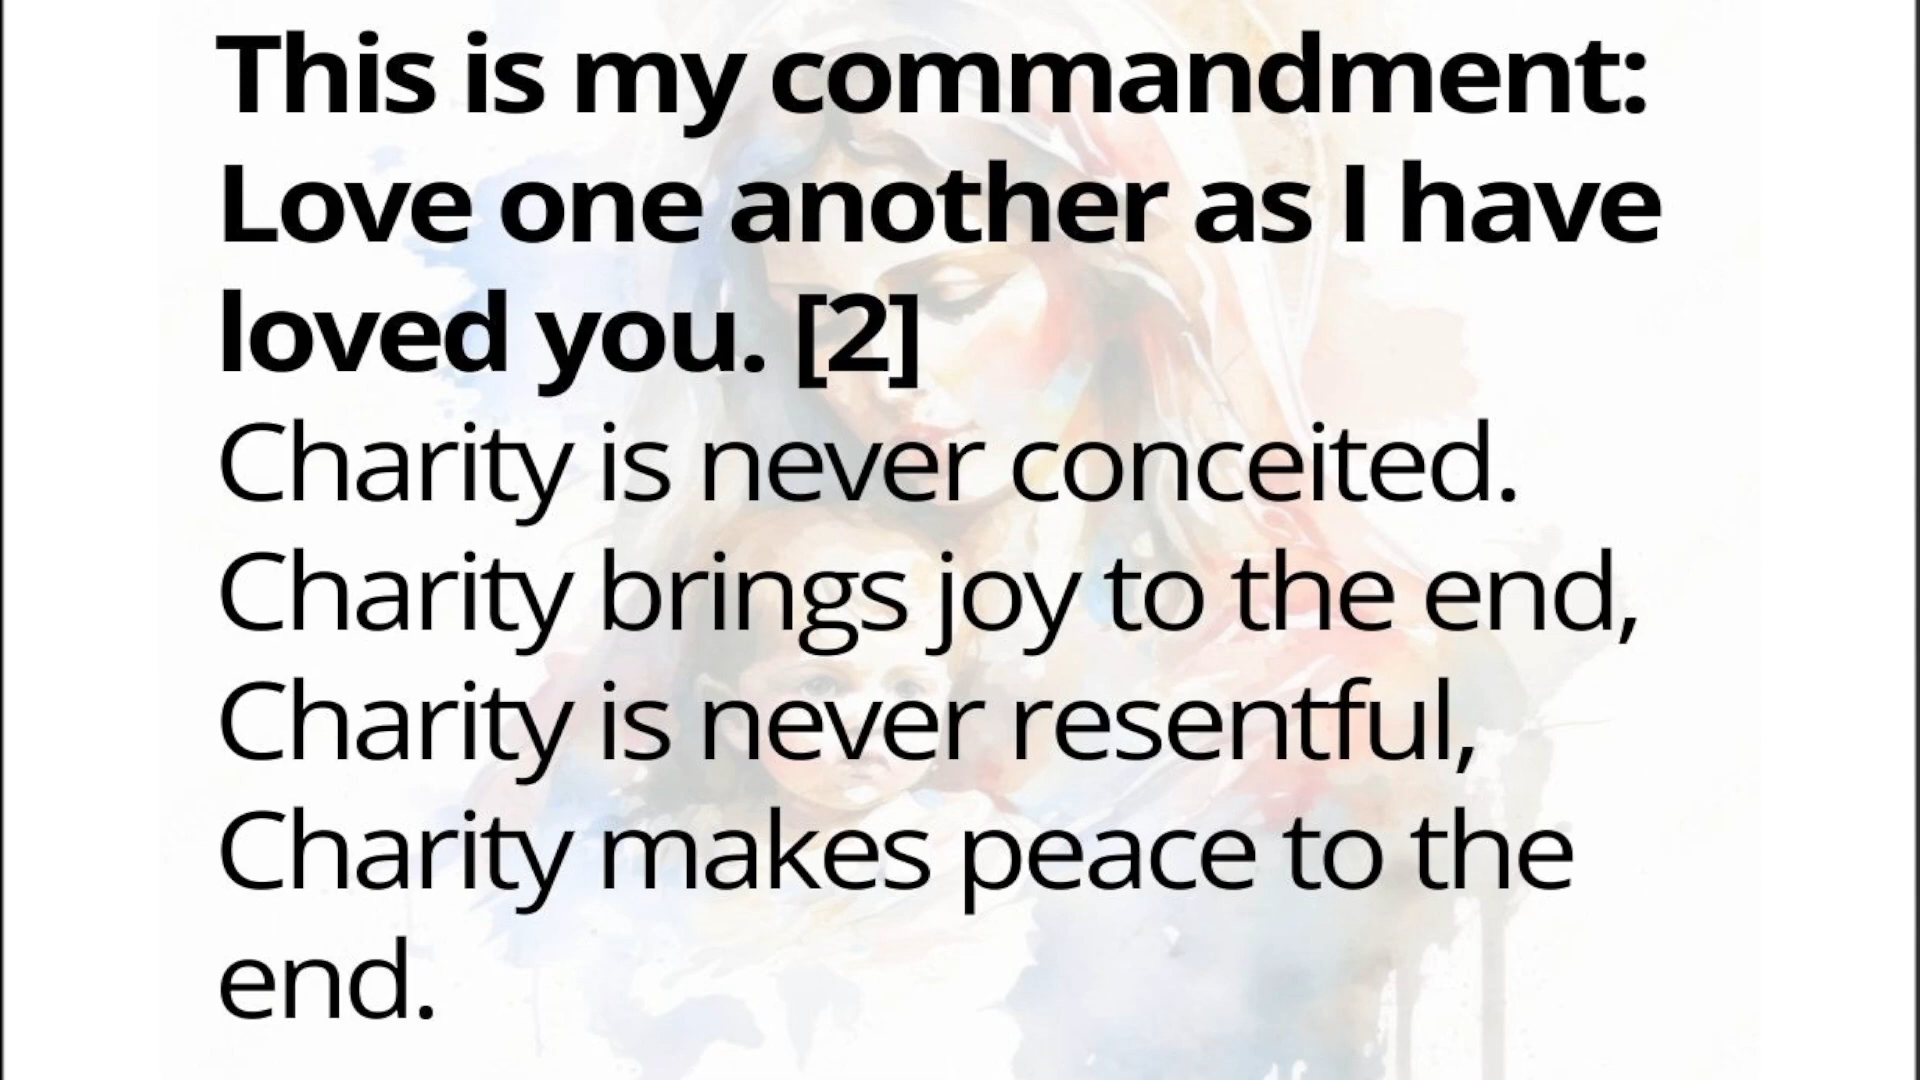 This is my commandment:
Love one another as I have
loved you. [2]
Charity is never conceited.
Charity brings joy to the end,
Charity is never resentful,
Charity makes peace to the
end.